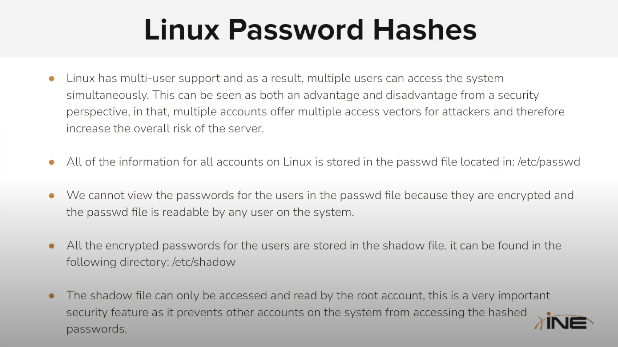 Linux Password Hashes
● Linux has multi-user support and as a result, multiple users can access the system
simultaneously. This can be seen as both an advantage and disadvantage from a security
perspective, in that, multiple accounts offer multiple access vectors for attackers and therefore
increase the overall risk of the server.
● All of the information for all accounts on Linux is stored in the passwd file located in: /etc/passwd
● We cannot view the passwords for the users in the passwd file because they are encrypted and
the passwd file is readable by any user on the system.
● All the encrypted passwords for the users are stored in the shadow file. it can be found in the
following directory: /etc/shadow
● The shadow file can only be accessed and read by the root account, this is a very important
security feature as it prevents other accounts on the system from accessing the hashed
passwords.
INE